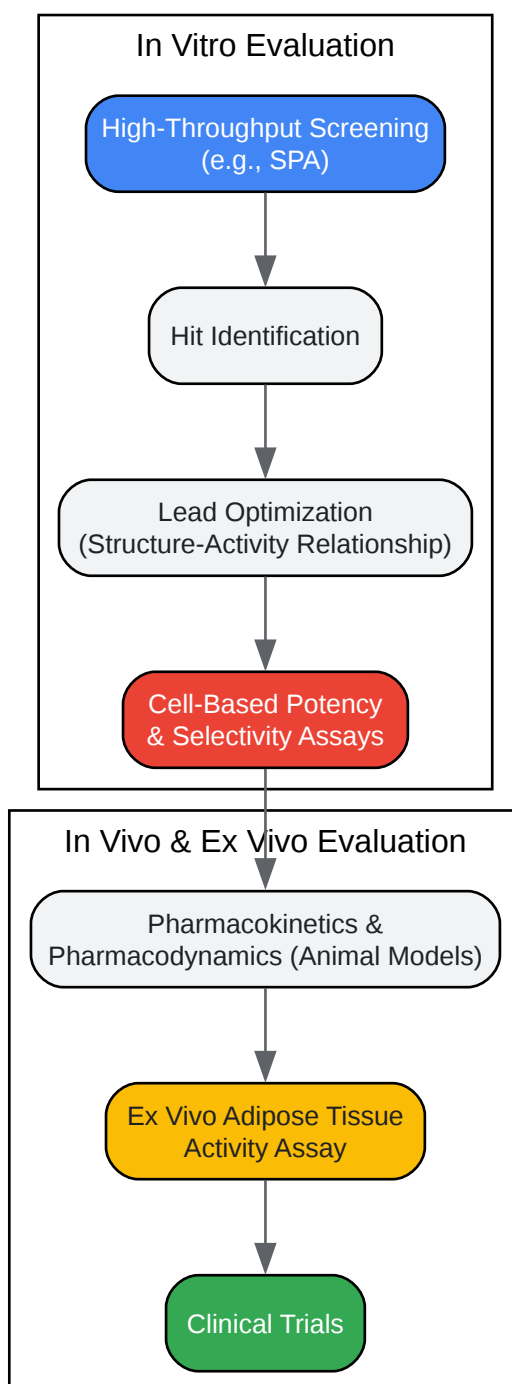 In Vitro Evaluation
High-Throughput Screening
(e.g., SPA)
Hit Identification
Lead Optimization
(Structure-Activity Relationship)
Cell-Based Potency
& Selectivity Assays
In Vivo & Ex Vivo Evaluation
Pharmacokinetics &
Pharmacodynamics (Animal Models)
Ex Vivo Adipose Tissue
Activity Assay
Clinical Trials